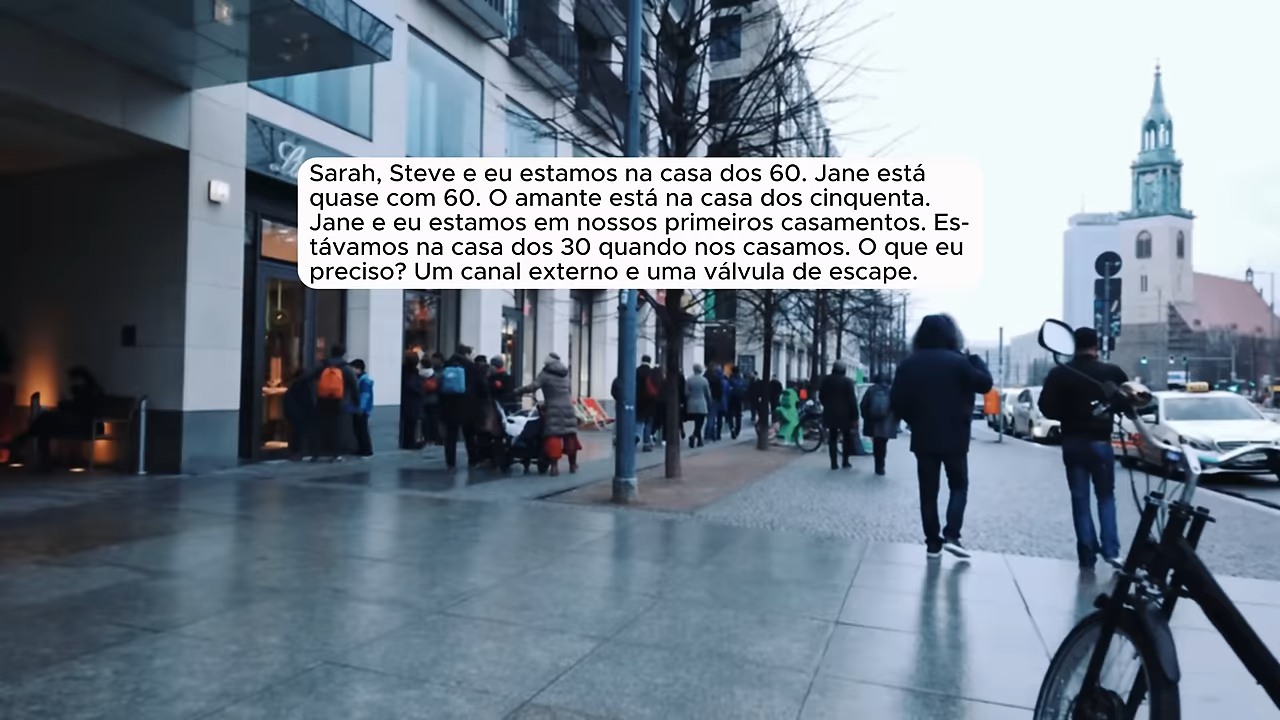 Sarah, Steve e eu estamos na casa dos 60. Jane está
quase com 60. O amante está na casa dos cinquenta.
Jane e eu estamos em nossos primeiros casamentos. Es-
távamos na casa dos 30 quando nos casamos. O que eu
preciso? Um canal externo e uma válvula de escape.